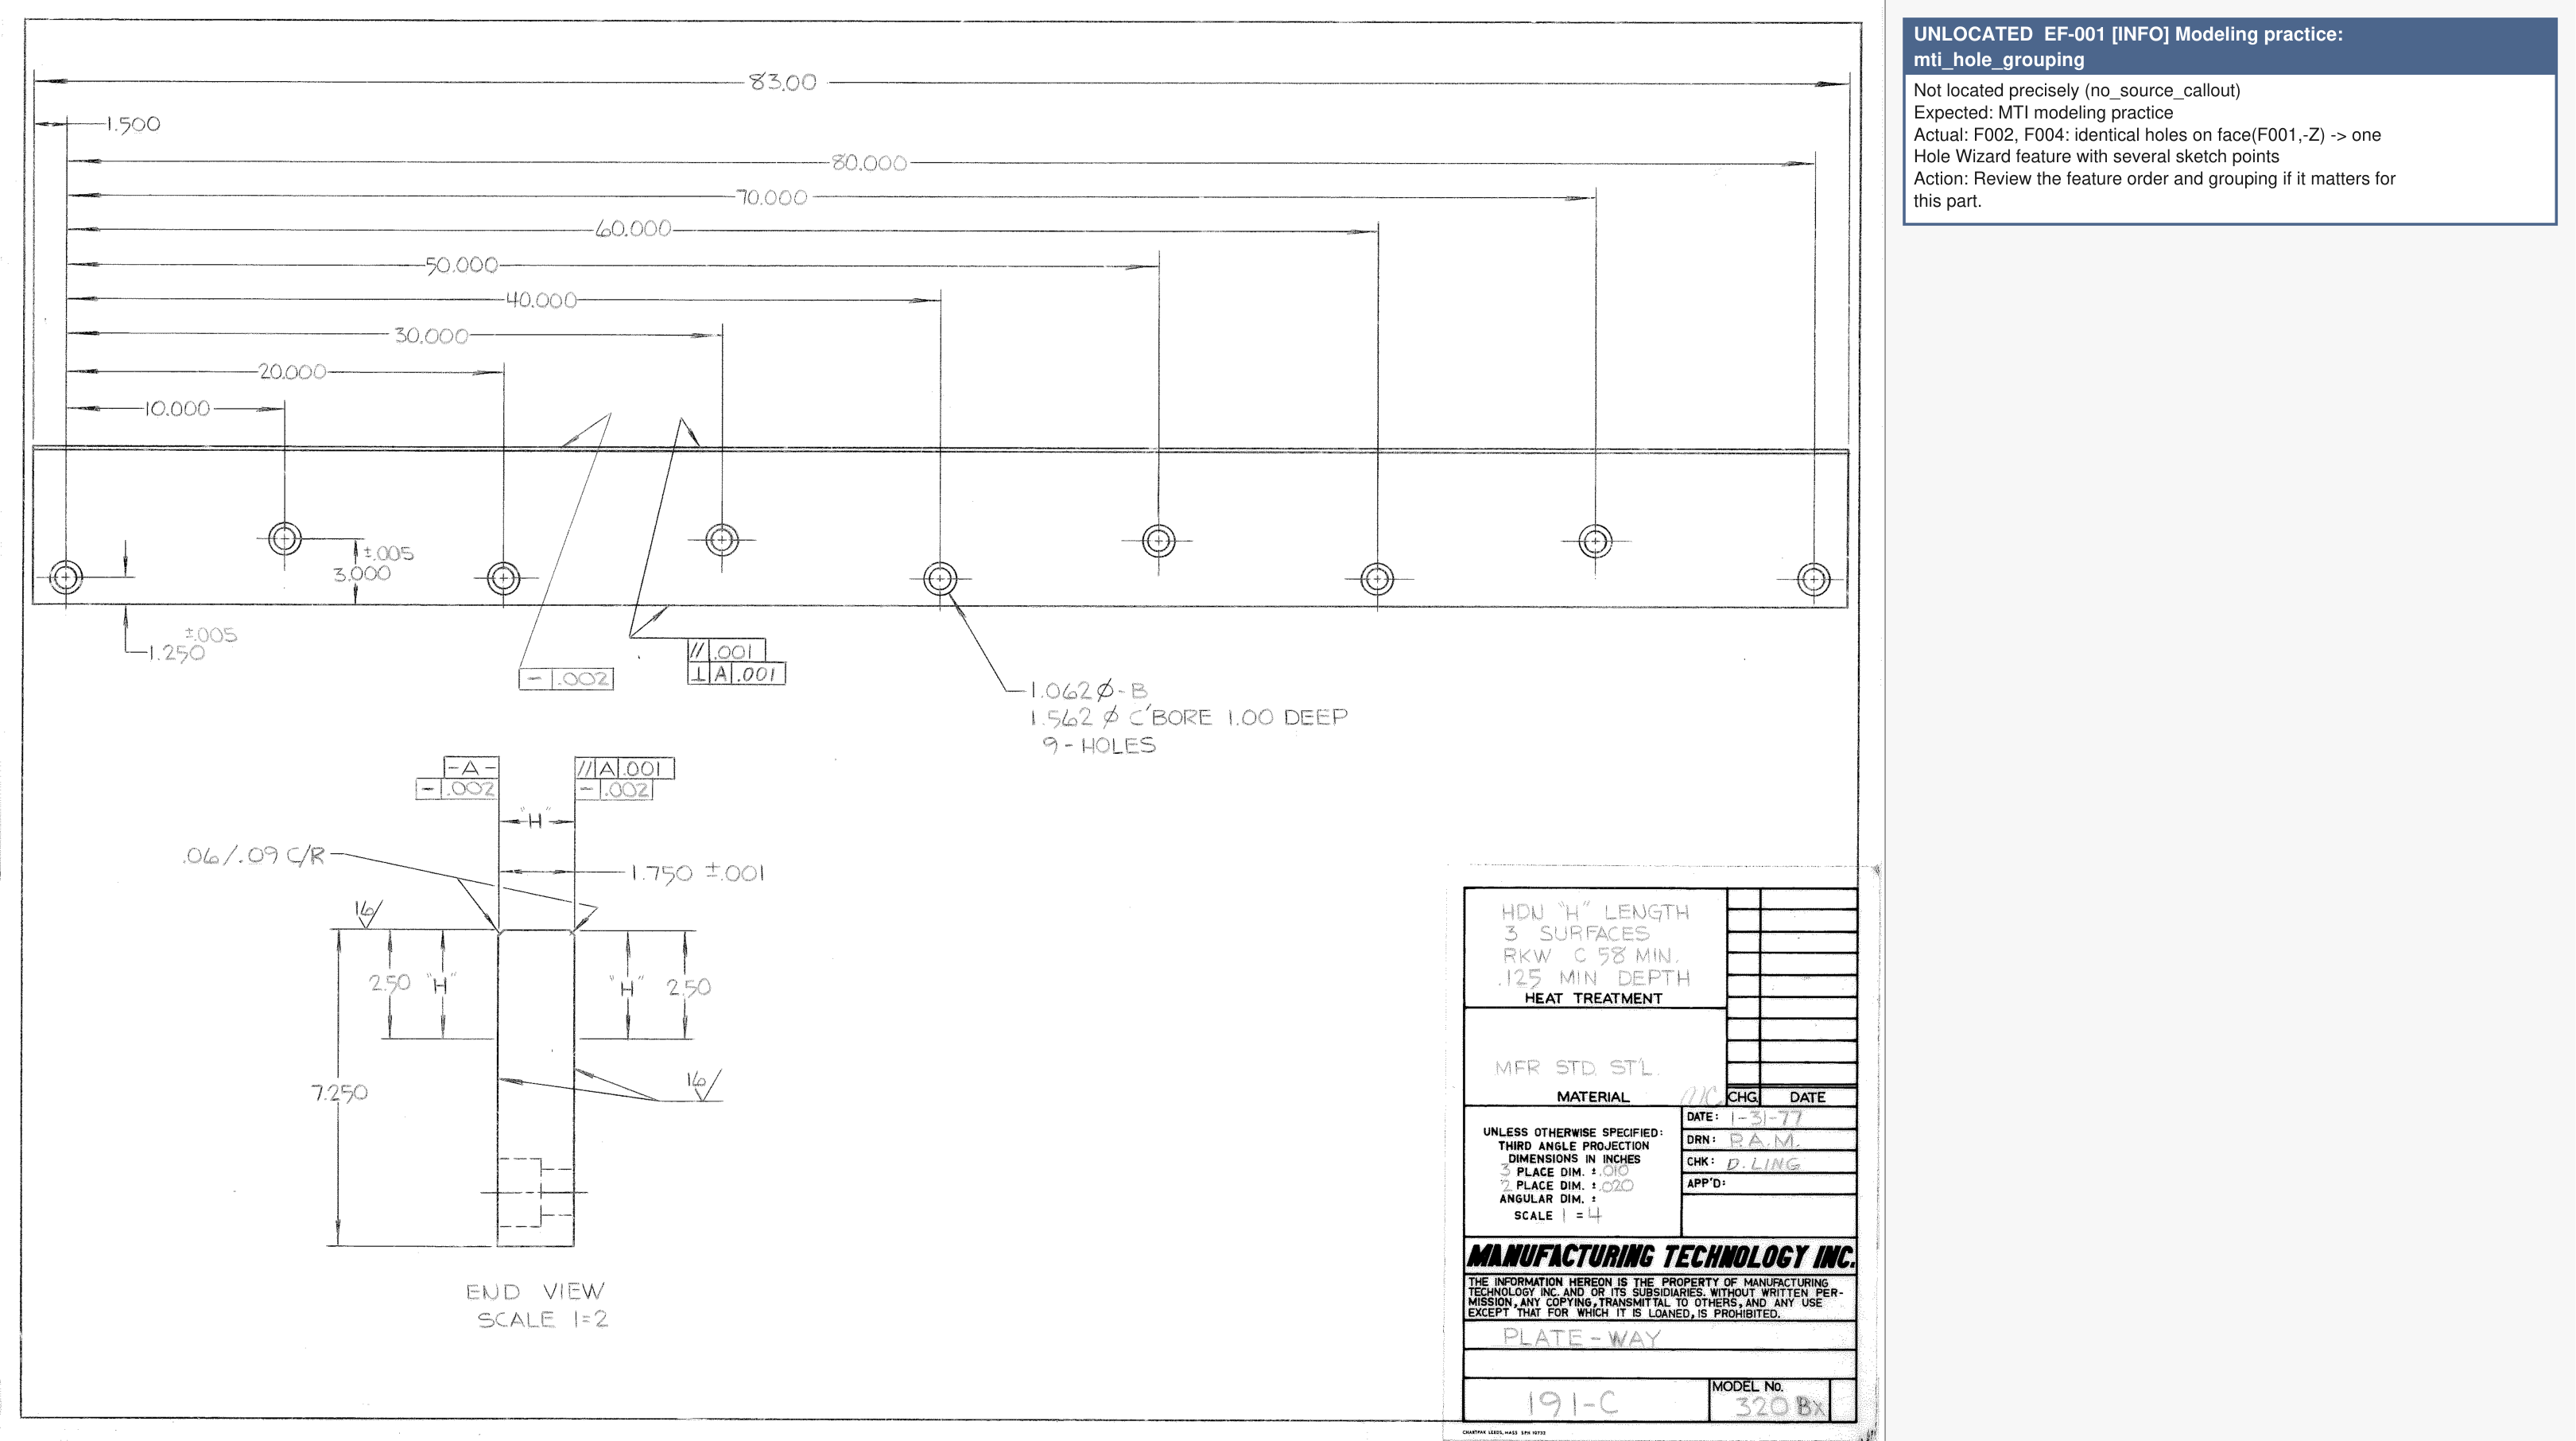 83.00
1.500
80.000
70.000
60.000
50.000
40.000
30.000
20.000
10.000
±.005
3.000
±.005
1.250
- .002
// .001
⊥ A .001
1.062 Ø - B
1.562 Ø C'BORE 1.00 DEEP
9 - HOLES
-A-
- .002
// A .001
- .002
"H"
.06/.09 C/R
1.750 ±.001
16/
2.50 "H"
"H" 2.50
7.250
16/
END VIEW
SCALE 1=2
HDN "H" LENGTH
3 SURFACES
RKW C 58 MIN.
.125 MIN DEPTH
HEAT TREATMENT
MFR STD. ST'L.
MATERIAL
CHG. DATE
UNLESS OTHERWISE SPECIFIED:
THIRD ANGLE PROJECTION
DIMENSIONS IN INCHES
3 PLACE DIM. ± .010
2 PLACE DIM. ± .020
ANGULAR DIM. ±
SCALE 1 = 4
DATE: 1-31-77
DRN: P.A.M.
CHK: D. LING
APP'D:
MANUFACTURING TECHNOLOGY INC.
THE INFORMATION HEREON IS THE PROPERTY OF MANUFACTURING
TECHNOLOGY INC. AND OR ITS SUBSIDIARIES. WITHOUT WRITTEN PER-
MISSION, ANY COPYING, TRANSMITTAL TO OTHERS, AND ANY USE
EXCEPT THAT FOR WHICH IT IS LOANED, IS PROHIBITED.
PLATE - WAY
191-C
MODEL No.
320 Bx
CHARTPAK LEEDS, MASS
UNLOCATED EF-001 [INFO] Modeling practice:
mti_hole_grouping
Not located precisely (no_source_callout)
Expected: MTI modeling practice
Actual: F002, F004: identical holes on face(F001,-Z) -> one
Hole Wizard feature with several sketch points
Action: Review the feature order and grouping if it matters for
this part.